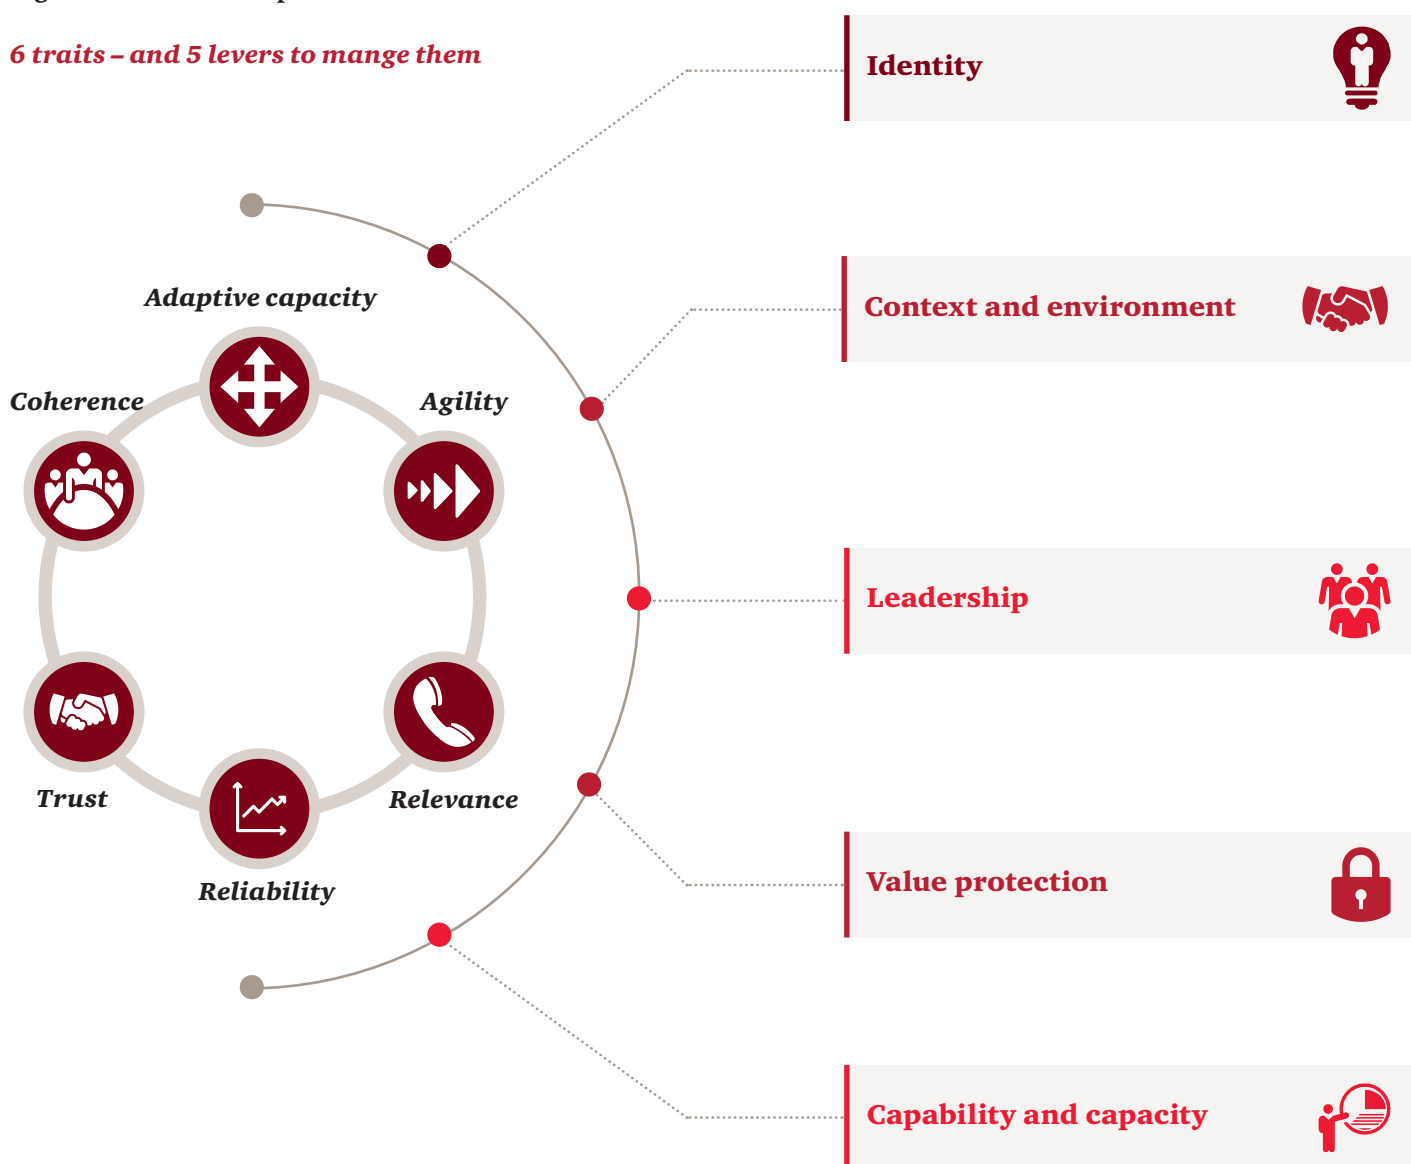 6 traits – and 5 levers to mange them
Identity
Context and environment
Adaptive capacity
Coherence
Agility
Leadership
Trust
Relevance
Reliability
Value protection
Capability and capacity